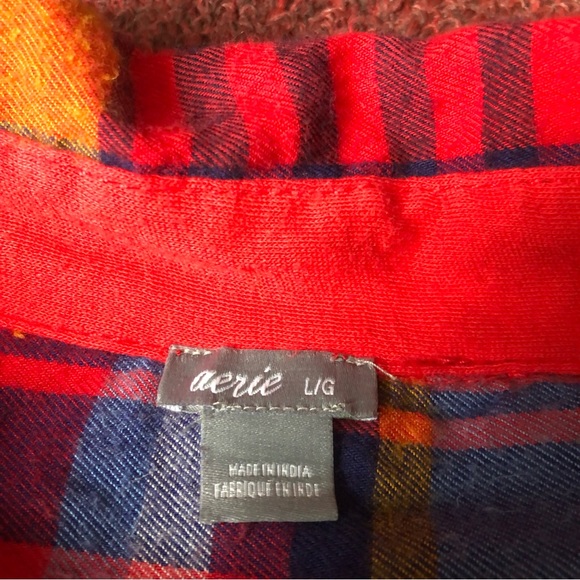 aerie L/G
MADE IN INDIA
FABRIQUÉ EN INDE